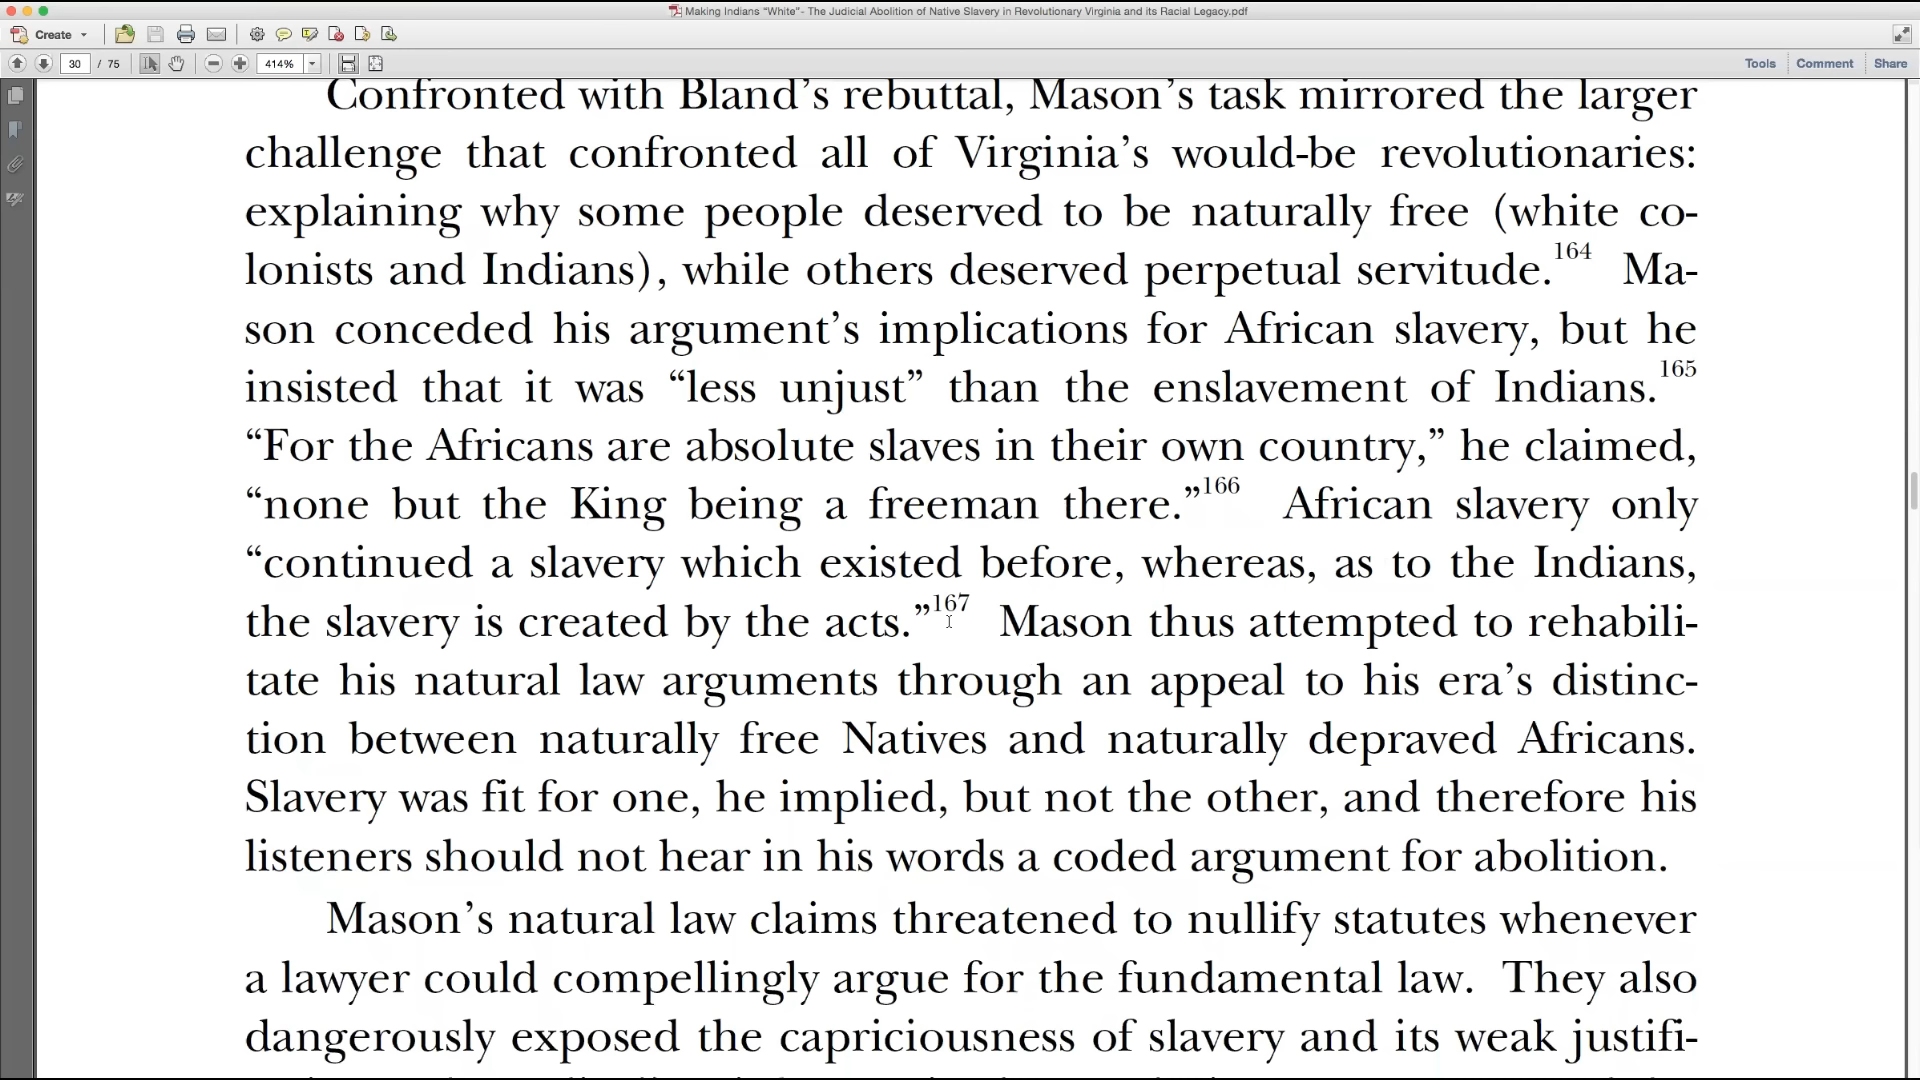 Making Indians “White”- The Judicial Abolition of Native Slavery in Revolutionary Virginia and its Racial Legacy.pdf
Create
30 / 75 414% Tools Comment Share
Confronted with Bland’s rebuttal, Mason’s task mirrored the larger
challenge that confronted all of Virginia’s would-be revolutionaries:
explaining why some people deserved to be naturally free (white co-
lonists and Indians), while others deserved perpetual servitude.164 Ma-
son conceded his argument’s implications for African slavery, but he
insisted that it was “less unjust” than the enslavement of Indians.165
“For the Africans are absolute slaves in their own country,” he claimed,
“none but the King being a freeman there.”166 African slavery only
“continued a slavery which existed before, whereas, as to the Indians,
the slavery is created by the acts.”167 Mason thus attempted to rehabili-
tate his natural law arguments through an appeal to his era’s distinc-
tion between naturally free Natives and naturally depraved Africans.
Slavery was fit for one, he implied, but not the other, and therefore his
listeners should not hear in his words a coded argument for abolition.
Mason’s natural law claims threatened to nullify statutes whenever
a lawyer could compellingly argue for the fundamental law. They also
dangerously exposed the capriciousness of slavery and its weak justifi-